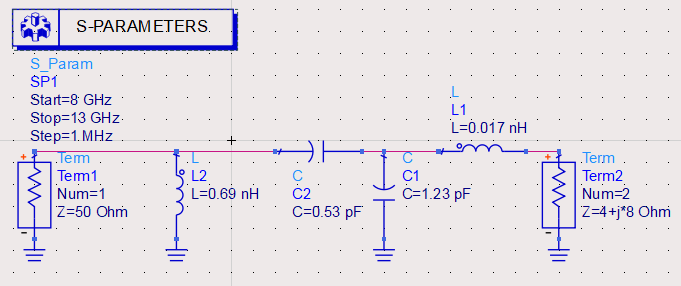 S-PARAMETERS
S_Param
SP1
Start=8 GHz
Stop=13 GHz
Step=1 MHz
L
L1
L=0.017 nH
+
Term
Term1
Num=1
Z=50 Ohm
-
L
L2
L=0.69 nH
C
C2
C=0.53 pF
C
C1
C=1.23 pF
+
Term
Term2
Num=2
Z=4+j*8 Ohm
-